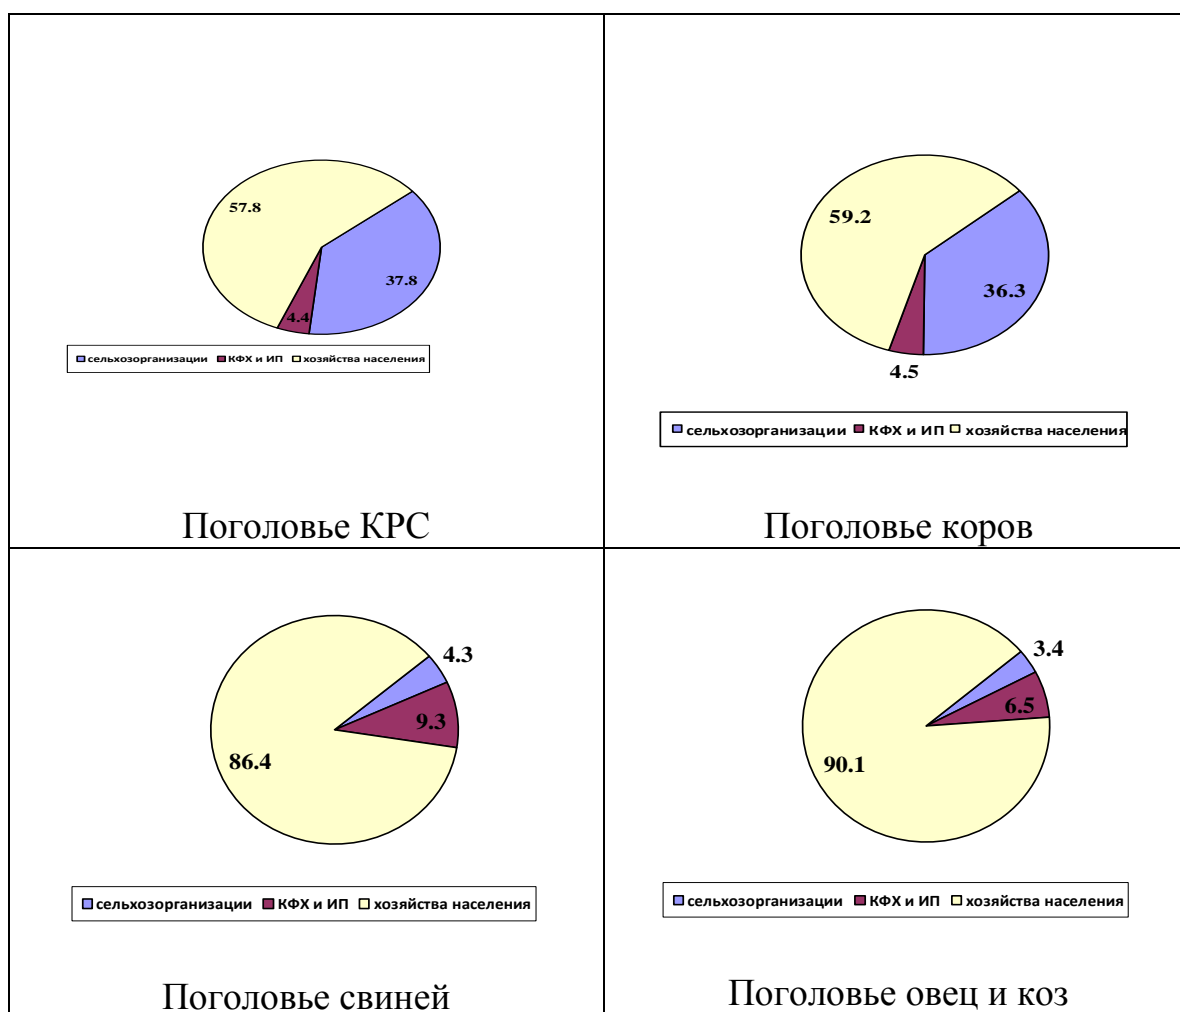 57.8
37.8
4.4
сельхозорганизации КФХ и ИП хозяйства населения
Поголовье КРС
59.2
36.3
4.5
сельхозорганизации КФХ и ИП хозяйства населения
Поголовье коров
4.3
9.3
86.4
сельхозорганизации КФХ и ИП хозяйства населения
Поголовье свиней
3.4
6.5
90.1
сельхозорганизации КФХ и ИП хозяйства населения
Поголовье овец и коз